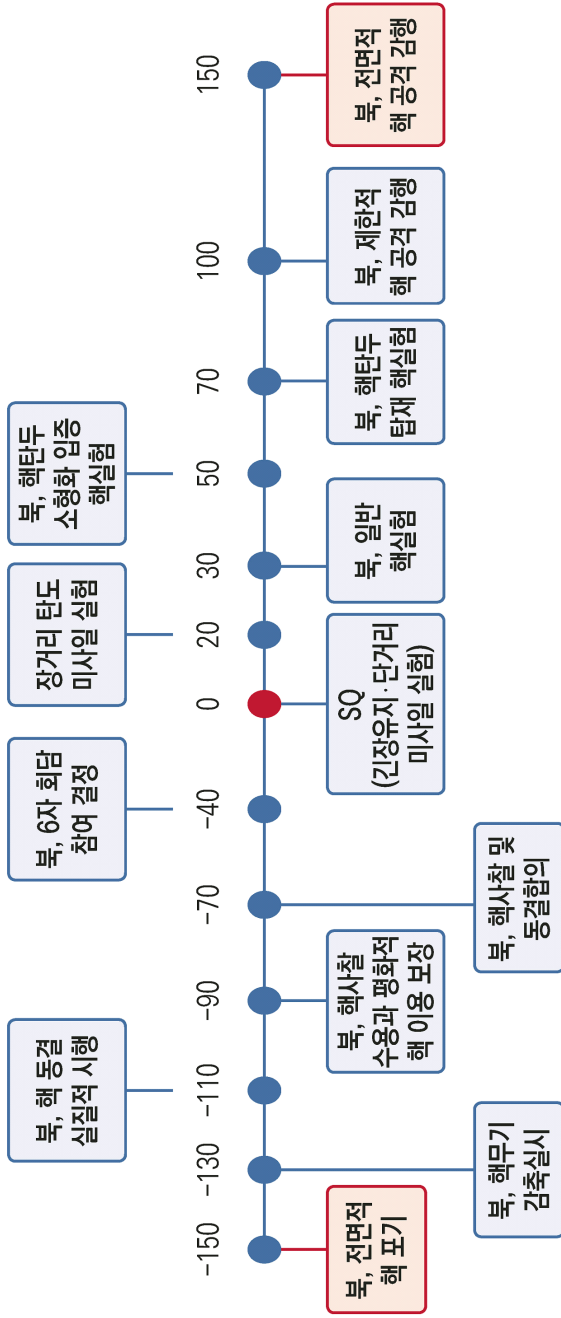 북, 핵 동결
실질적 시행
북, 6자 회담
참여 결정
장거리 탄도
미사일 실험
북, 핵탄두
소형화 입증
핵실험
−150
−130
−110
−90
−70
−40
0
20
30
50
70
100
150
북, 전면적
핵 포기
북, 핵무기
감축실시
북, 핵사찰
수용과 평화적
핵 이용 보장
북, 핵사찰 및
동결합의
SQ
(긴장유지·단거리
미사일 실험)
북, 일반
핵실험
북, 핵탄두
탑재 핵실험
북, 제한적
핵 공격 감행
북, 전면적
핵 공격 감행